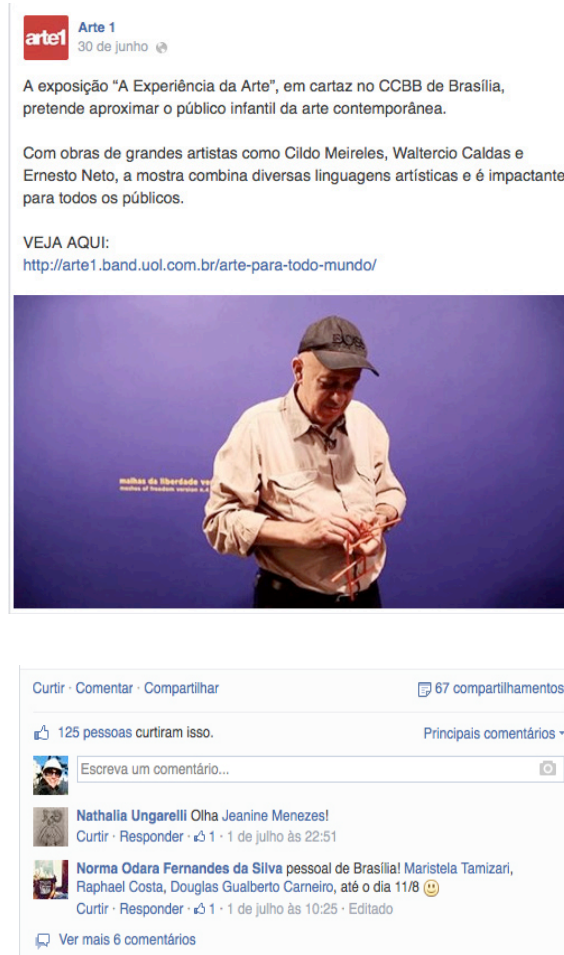 arte1
Arte 1
30 de junho
A exposição “A Experiência da Arte”, em cartaz no CCBB de Brasília,
pretende aproximar o público infantil da arte contemporânea.
Com obras de grandes artistas como Cildo Meireles, Waltercio Caldas e
Ernesto Neto, a mostra combina diversas linguagens artísticas e é impactante
para todos os públicos.
VEJA AQUI:
http://arte1.band.uol.com.br/arte-para-todo-mundo/
BOSS
malhas da liberdade ve
meshes of freedom version n.4
Curtir · Comentar · Compartilhar
67 compartilhamentos
125 pessoas curtiram isso.
Principais comentários
Escreva um comentário...
Nathalia Ungarelli Olha Jeanine Menezes!
Curtir · Responder · 1 · 1 de julho às 22:51
Norma Odara Fernandes da Silva pessoal de Brasília! Maristela Tamizari,
Raphael Costa, Douglas Gualberto Carneiro, até o dia 11/8
Curtir · Responder · 1 · 1 de julho às 10:25 · Editado
Ver mais 6 comentários